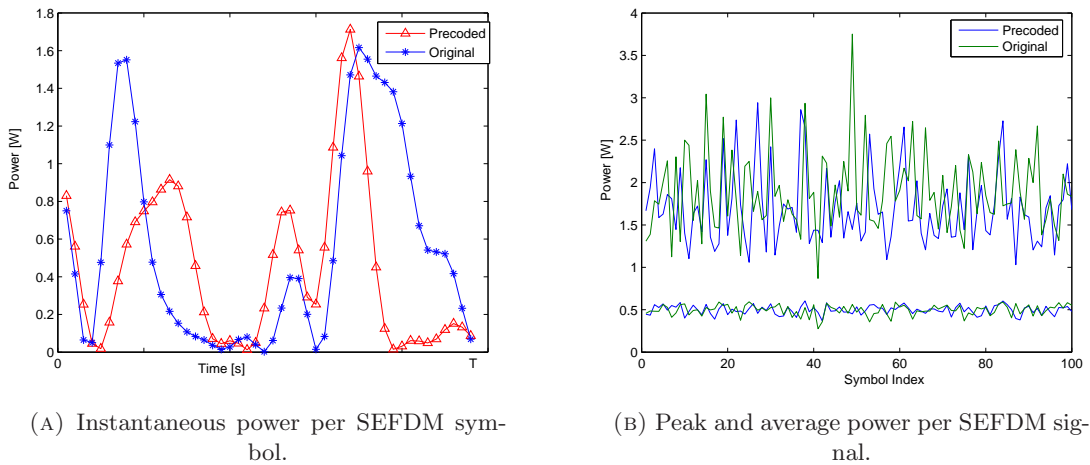 1.8
1.6
1.4
1.2
1
0.8
0.6
0.4
0.2
0
Power [W]
0
Time [s]
T
Precoded
Original
(A) Instantaneous power per SEFDM sym-
bol.
4
3.5
3
2.5
2
1.5
1
0.5
0
Power [W]
0 20 40 60 80 100
Symbol Index
Precoded
Original
(B) Peak and average power per SEFDM sig-
nal.